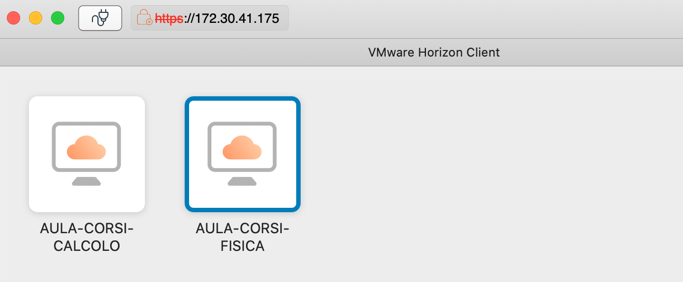 https://172.30.41.175
VMware Horizon Client
AULA-CORSI-
CALCOLO
AULA-CORSI-
FISICA